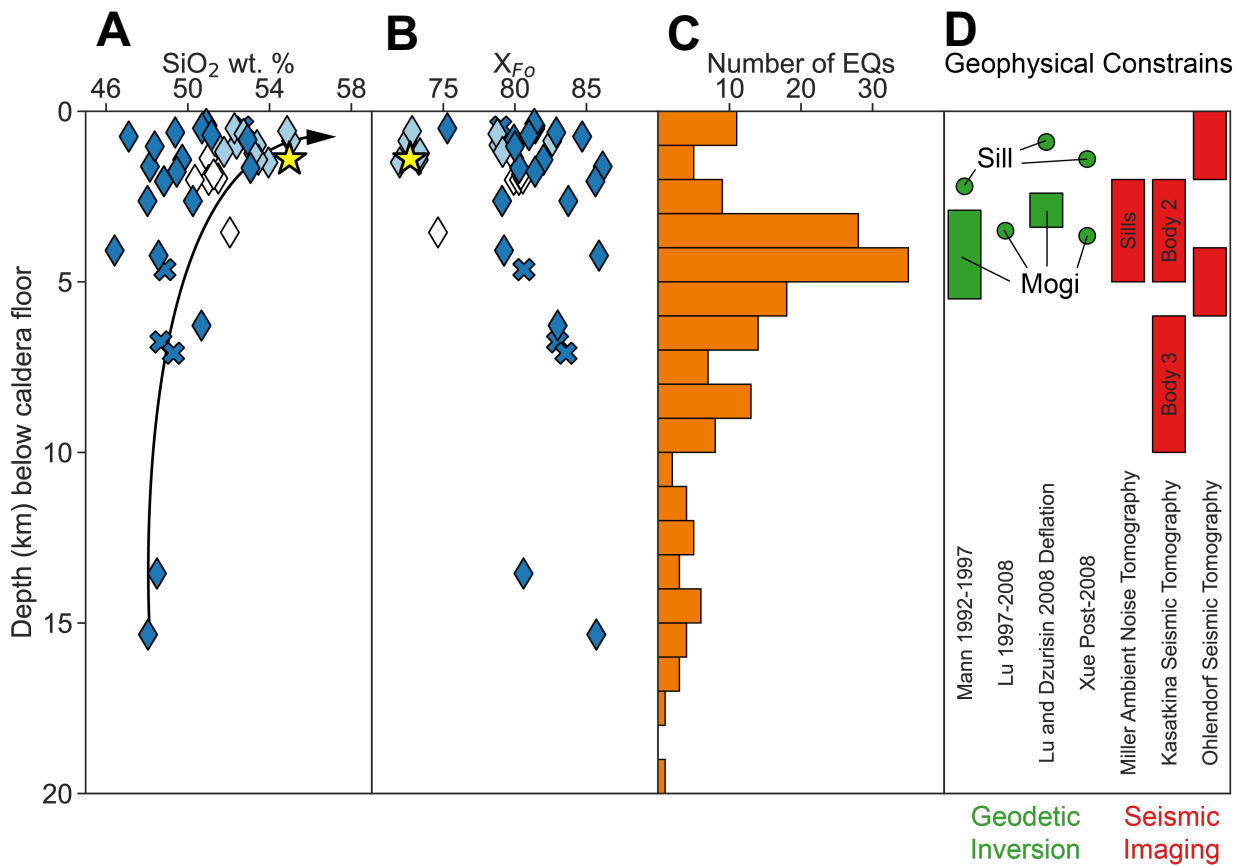 A
B
C
D
SiO2 wt. %
XFo
Number of EQs
Geophysical Constrains
46
50
54
58
75
80
85
10
20
30
0
5
10
15
20
Depth (km) below caldera floor
Sill
Mogi
Sills
Body 2
Body 3
Mann 1992-1997
Lu 1997-2008
Lu and Dzurisin 2008 Deflation
Xue Post-2008
Miller Ambient Noise Tomography
Kasatkina Seismic Tomography
Ohlendorf Seismic Tomography
Geodetic
Inversion
Seismic
Imaging